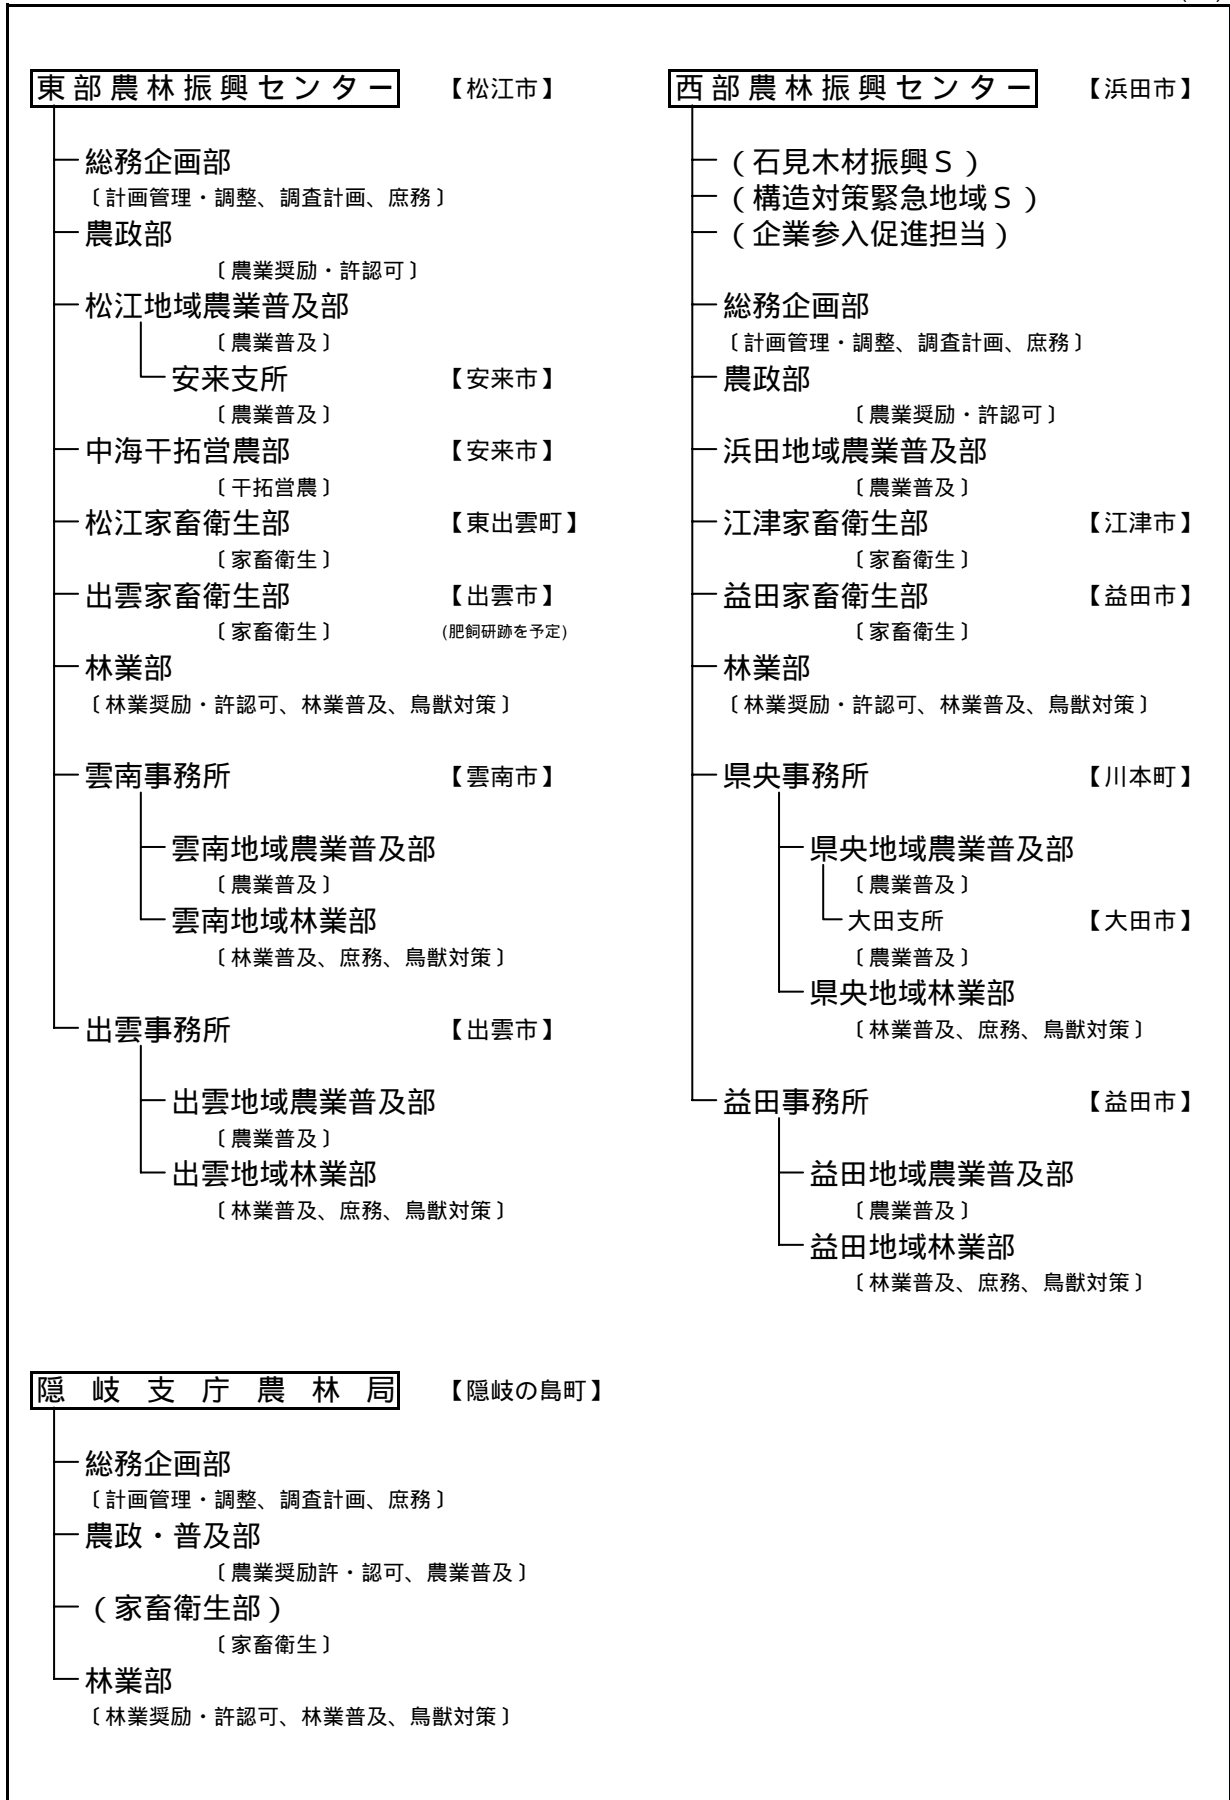 東部農林振興センター 【松江市】
総務企画部
〔計画管理・調整、調査計画、庶務〕
農政部
〔農業奨励・許認可〕
松江地域農業普及部
〔農業普及〕
安来支所 【安来市】
〔農業普及〕
中海干拓営農部 【安来市】
〔干拓営農〕
松江家畜衛生部 【東出雲町】
〔家畜衛生〕
出雲家畜衛生部 【出雲市】
〔家畜衛生〕 (肥飼研跡を予定)
林業部
〔林業奨励・許認可、林業普及、鳥獣対策〕
雲南事務所 【雲南市】
雲南地域農業普及部
〔農業普及〕
雲南地域林業部
〔林業普及、庶務、鳥獣対策〕
出雲事務所 【出雲市】
出雲地域農業普及部
〔農業普及〕
出雲地域林業部
〔林業普及、庶務、鳥獣対策〕
西部農林振興センター 【浜田市】
(石見木材振興S)
(構造対策緊急地域S)
(企業参入促進担当)
総務企画部
〔計画管理・調整、調査計画、庶務〕
農政部
〔農業奨励・許認可〕
浜田地域農業普及部
〔農業普及〕
江津家畜衛生部 【江津市】
〔家畜衛生〕
益田家畜衛生部 【益田市】
〔家畜衛生〕
林業部
〔林業奨励・許認可、林業普及、鳥獣対策〕
県央事務所 【川本町】
県央地域農業普及部
〔農業普及〕
大田支所 【大田市】
〔農業普及〕
県央地域林業部
〔林業普及、庶務、鳥獣対策〕
益田事務所 【益田市】
益田地域農業普及部
〔農業普及〕
益田地域林業部
〔林業普及、庶務、鳥獣対策〕
隠岐支庁農林局 【隠岐の島町】
総務企画部
〔計画管理・調整、調査計画、庶務〕
農政・普及部
〔農業奨励許・認可、農業普及〕
(家畜衛生部)
〔家畜衛生〕
林業部
〔林業奨励・許認可、林業普及、鳥獣対策〕